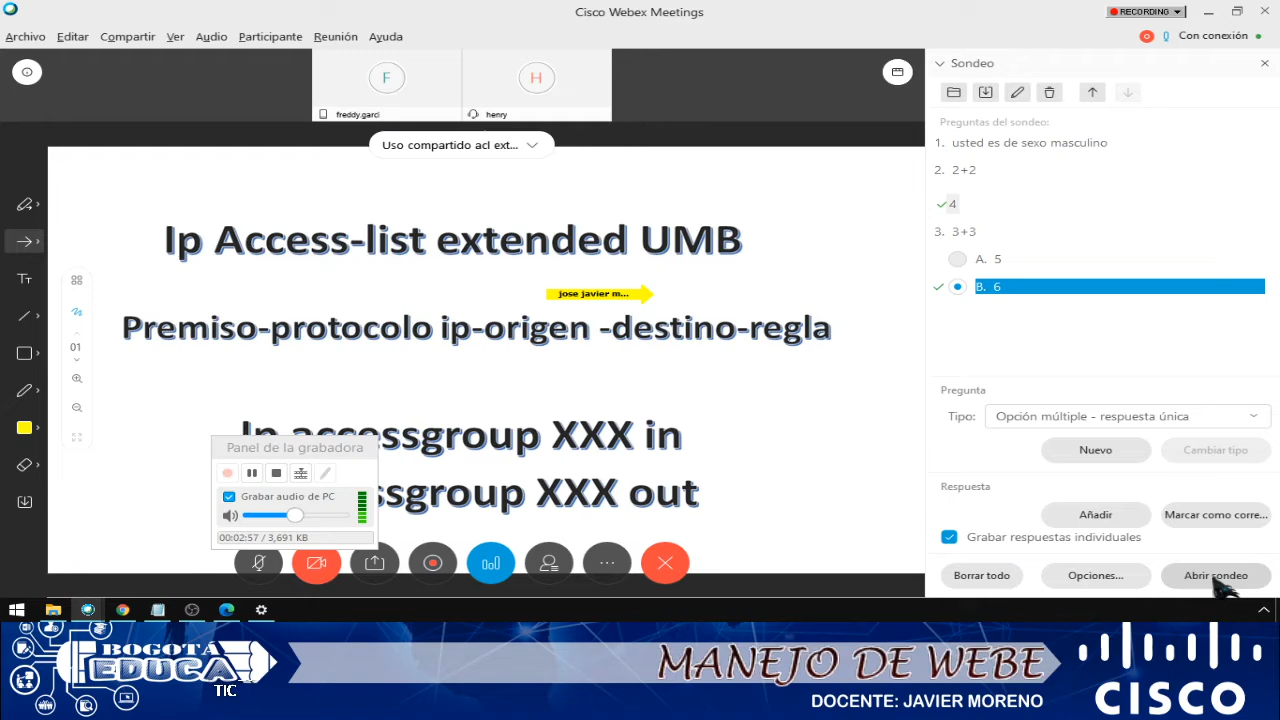 Cisco Webex Meetings
RECORDING
Archivo Editar Compartir Ver Audio Participante Reunión Ayuda
Con conexión
F
H
freddy.garci
henry
Uso compartido acl ext...
Ip Access-list extended UMB
jose javier m...
Premiso-protocolo ip-origen -destino-regla
Ip accessgroup XXX in
ssgroup XXX out
01
Panel de la grabadora
Grabar audio de PC
00:02:57 / 3,691 KB
Sondeo
Preguntas del sondeo:
1. usted es de sexo masculino
2. 2+2
4
3. 3+3
A. 5
B. 6
Pregunta
Tipo: Opción múltiple - respuesta única
Nuevo Cambiar tipo
Respuesta
Añadir Marcar como corre...
Grabar respuestas individuales
Borrar todo Opciones... Abrir sondeo
BOGOTÁ
EDUCA
TIC
MANEJO DE WEBE
DOCENTE: JAVIER MORENO
CISCO